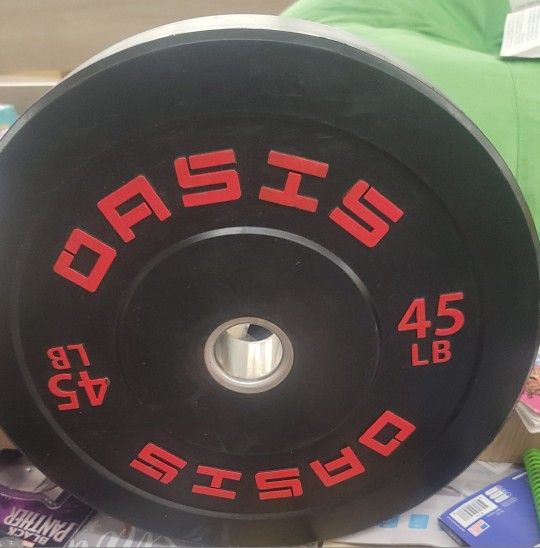 OASIS
45
LB
45
LB
OASIS
BLACK
PANTHER